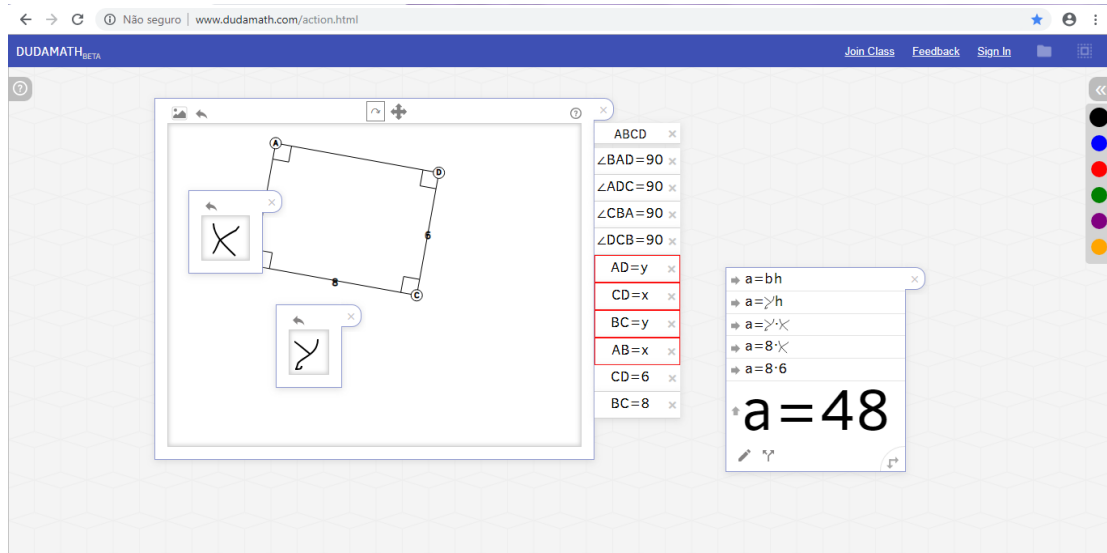 Não seguro | www.dudamath.com/action.html
DUDAMATH BETA
Join Class Feedback Sign In
A
D
6
8
C
x
y
ABCD ×
∠BAD=90 ×
∠ADC=90 ×
∠CBA=90 ×
∠DCB=90 ×
AD=y ×
CD=x ×
BC=y ×
AB=x ×
CD=6 ×
BC=8 ×
a=bh
a=yh
a=y·x
a=8·x
a=8·6
a=48